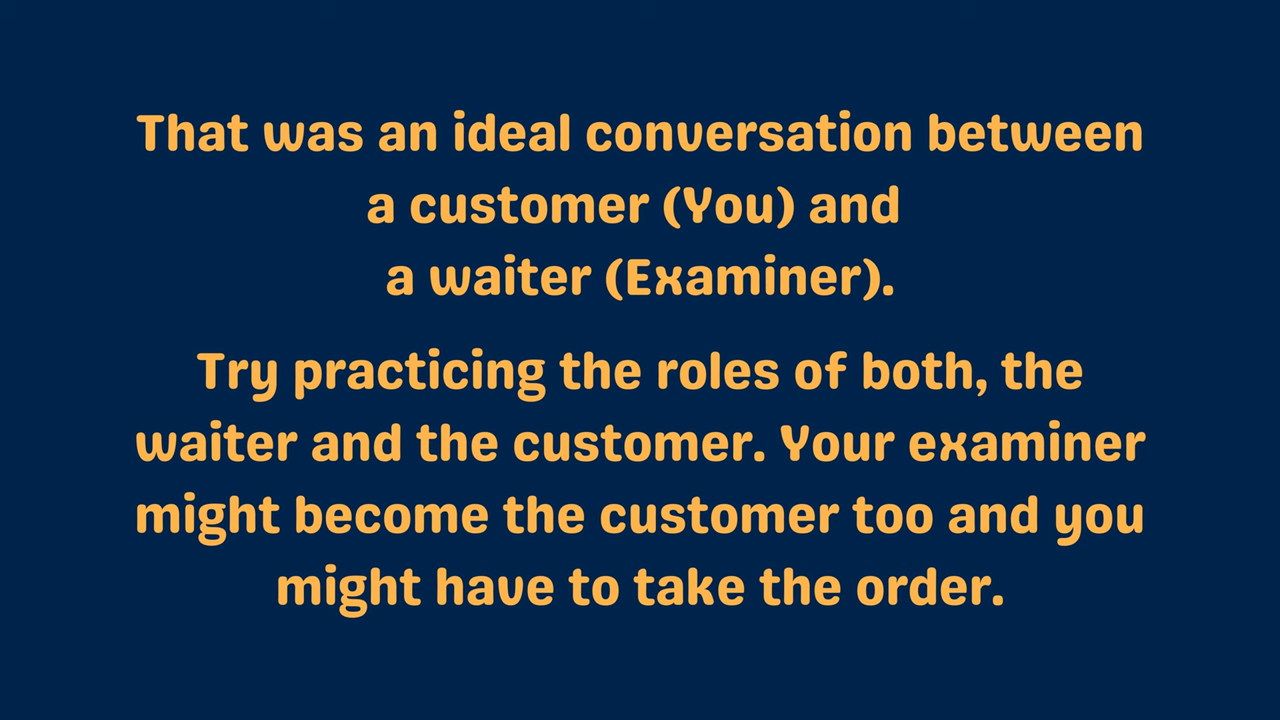 That was an ideal conversation between
a customer (You) and
a waiter (Examiner).
Try practicing the roles of both, the
waiter and the customer. Your examiner
might become the customer too and you
might have to take the order.